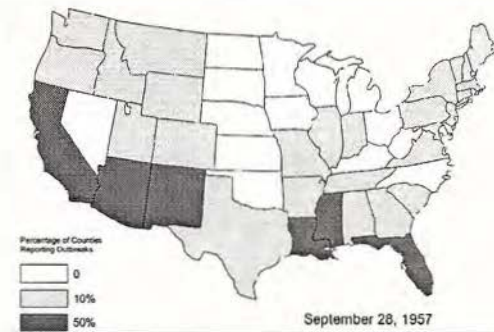 Percentage of Counties
Reporting Outbreaks
0
10%
50%
September 28, 1957